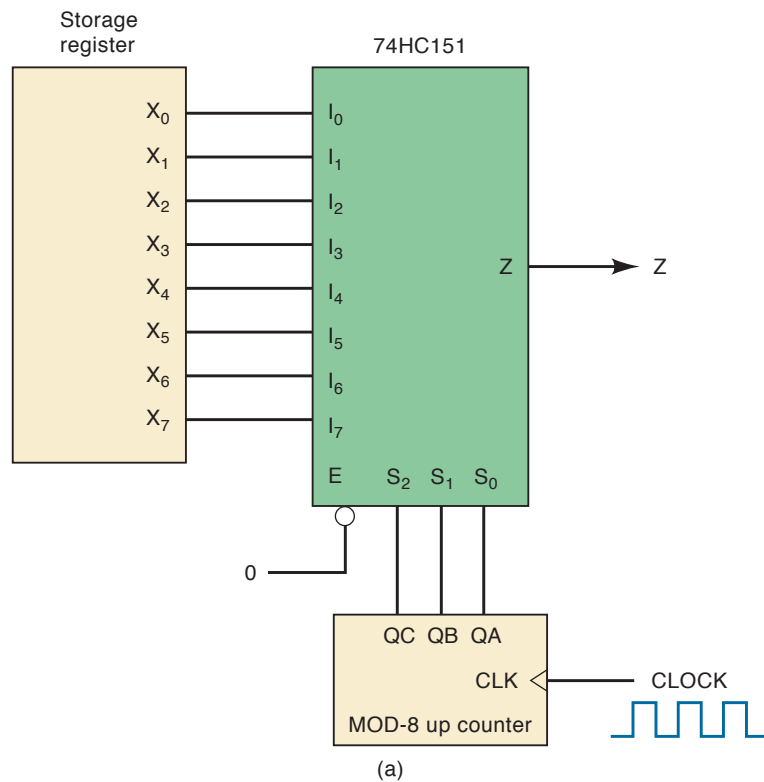 Storage
register
74HC151
X₀
X₁
X₂
X₃
X₄
X₅
X₆
X₇
I₀
I₁
I₂
I₃
I₄
I₅
I₆
I₇
Z
Z
E S₂ S₁ S₀
0
QC QB QA
CLK
CLOCK
MOD-8 up counter
(a)